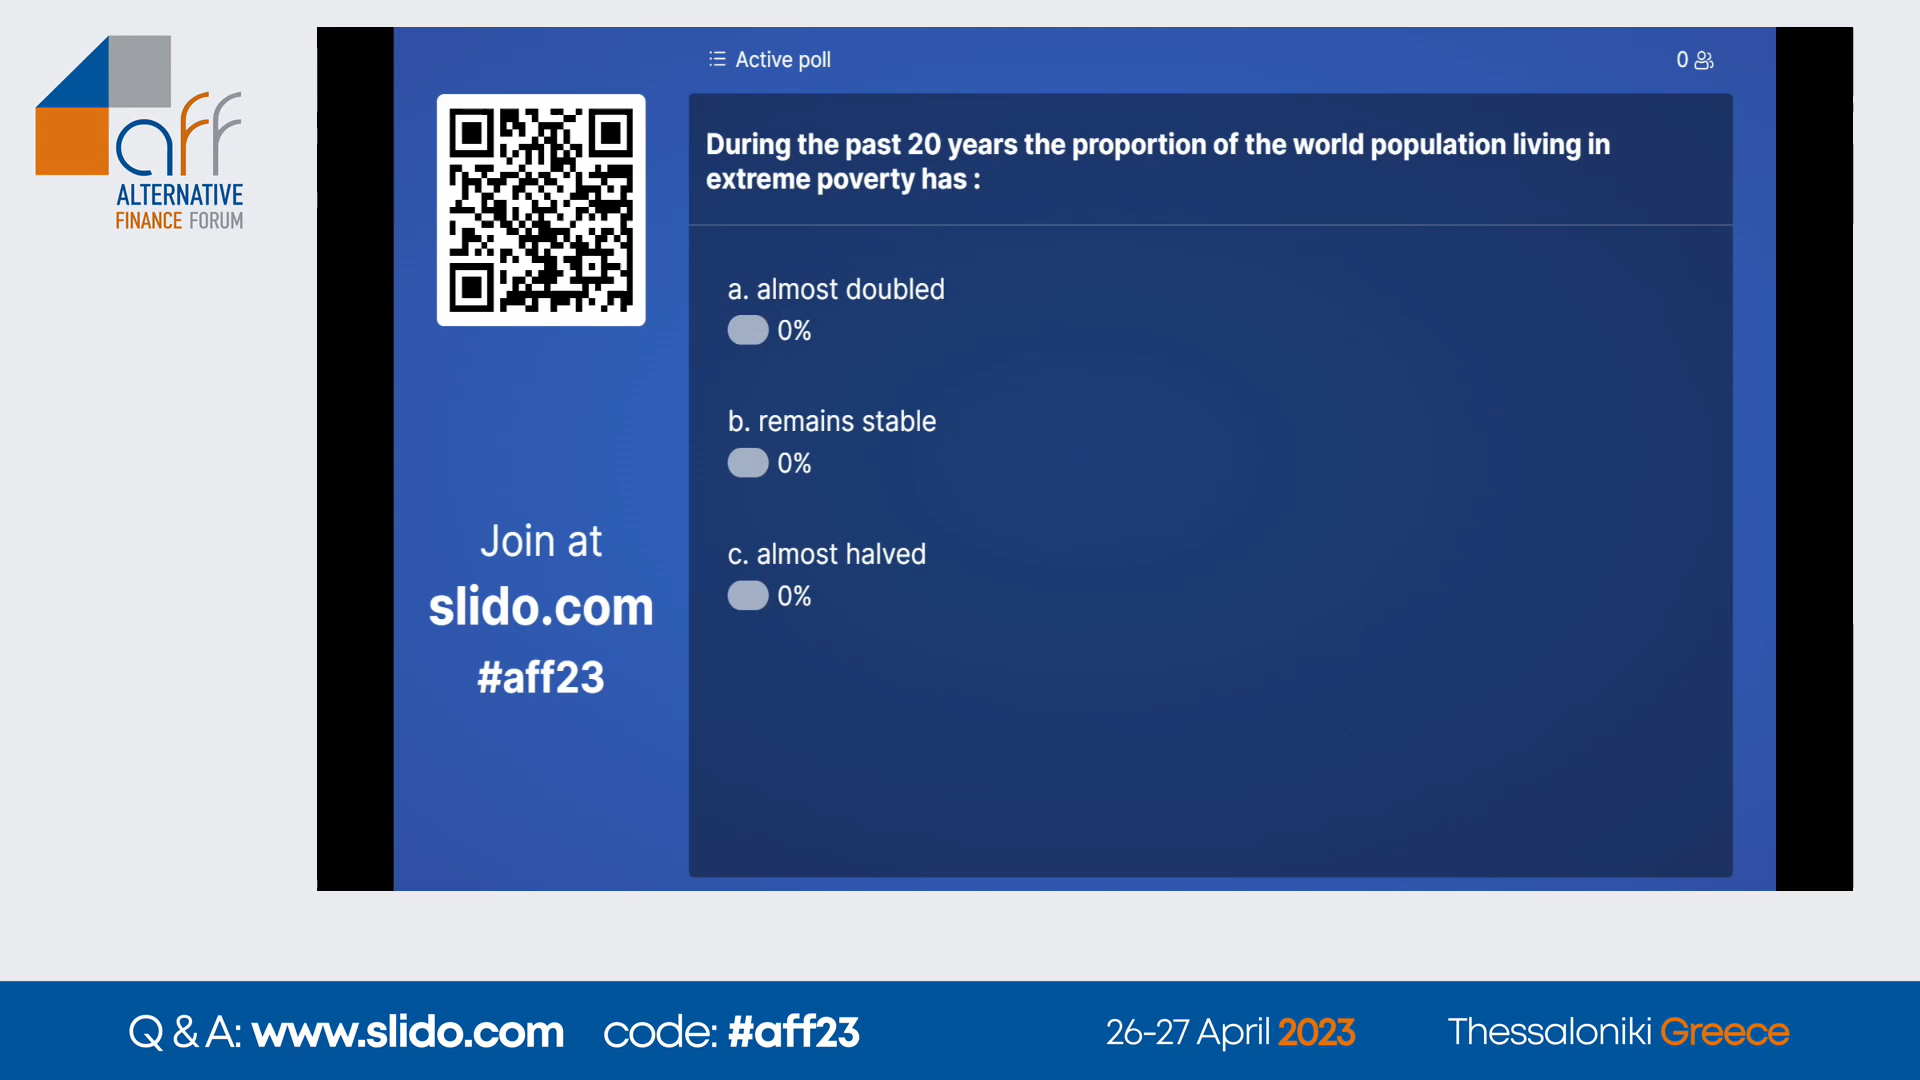 aff
ALTERNATIVE
FINANCE FORUM
Active poll
0
During the past 20 years the proportion of the world population living in
extreme poverty has :
a. almost doubled
0%
b. remains stable
0%
c. almost halved
0%
Join at
slido.com
#aff23
Q & A: www.slido.com code: #aff23
26-27 April 2023
Thessaloniki Greece